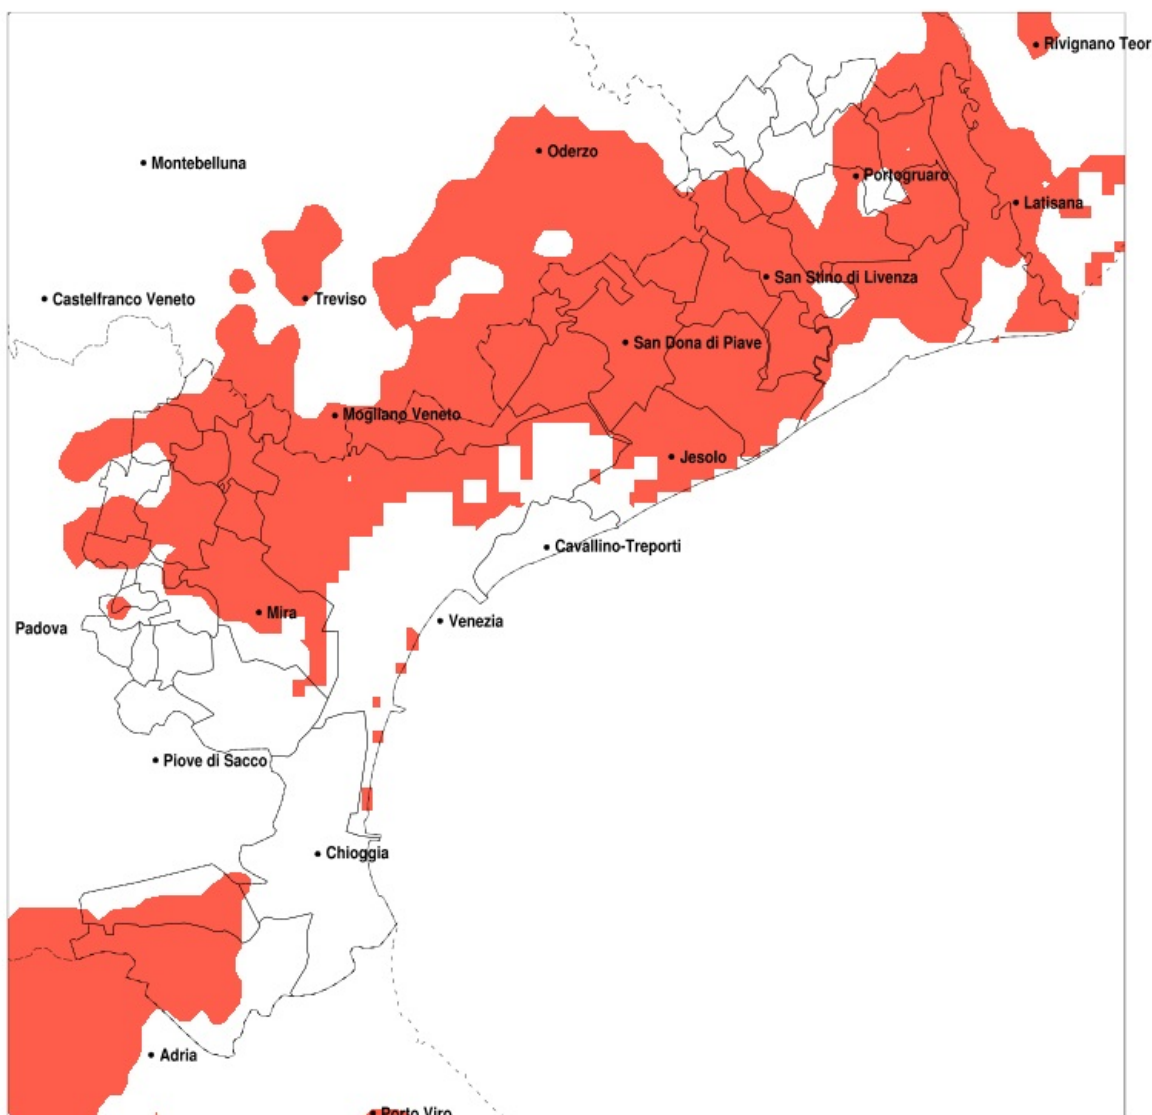 Rivignano Teor
Oderzo
Montebelluna
Portogruaro
Latisana
San Stino di Livenza
Castelfranco Veneto
Treviso
San Dona di Piave
Mogliano Veneto
Jesolo
Cavallino-Treporti
Mira
Venezia
Padova
Piove di Sacco
Chioggia
Adria
Porto Viro